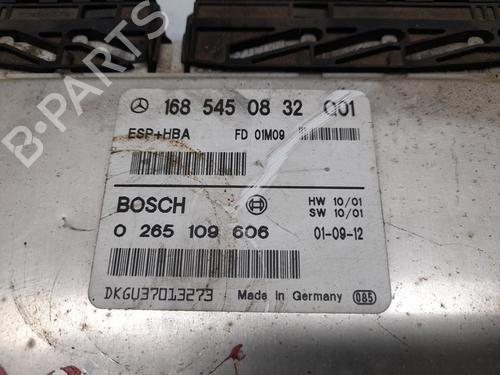 168 545 08 32 Q01
ESP+HBA FD 01M09
BOSCH HW 10/01
SW 10/01
0 265 109 606 01-09-12
DKGU37013273 Made in Germany 085
B-PARTS